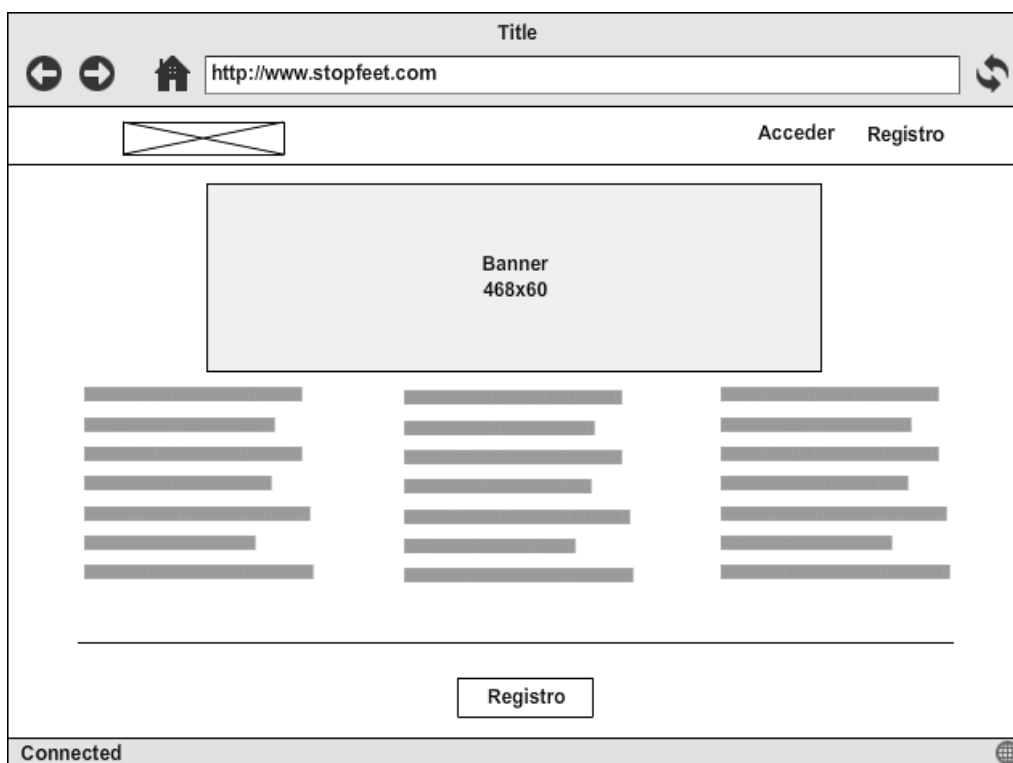 Title
http://www.stopfeet.com
Acceder Registro
Banner
468x60
Registro
Connected